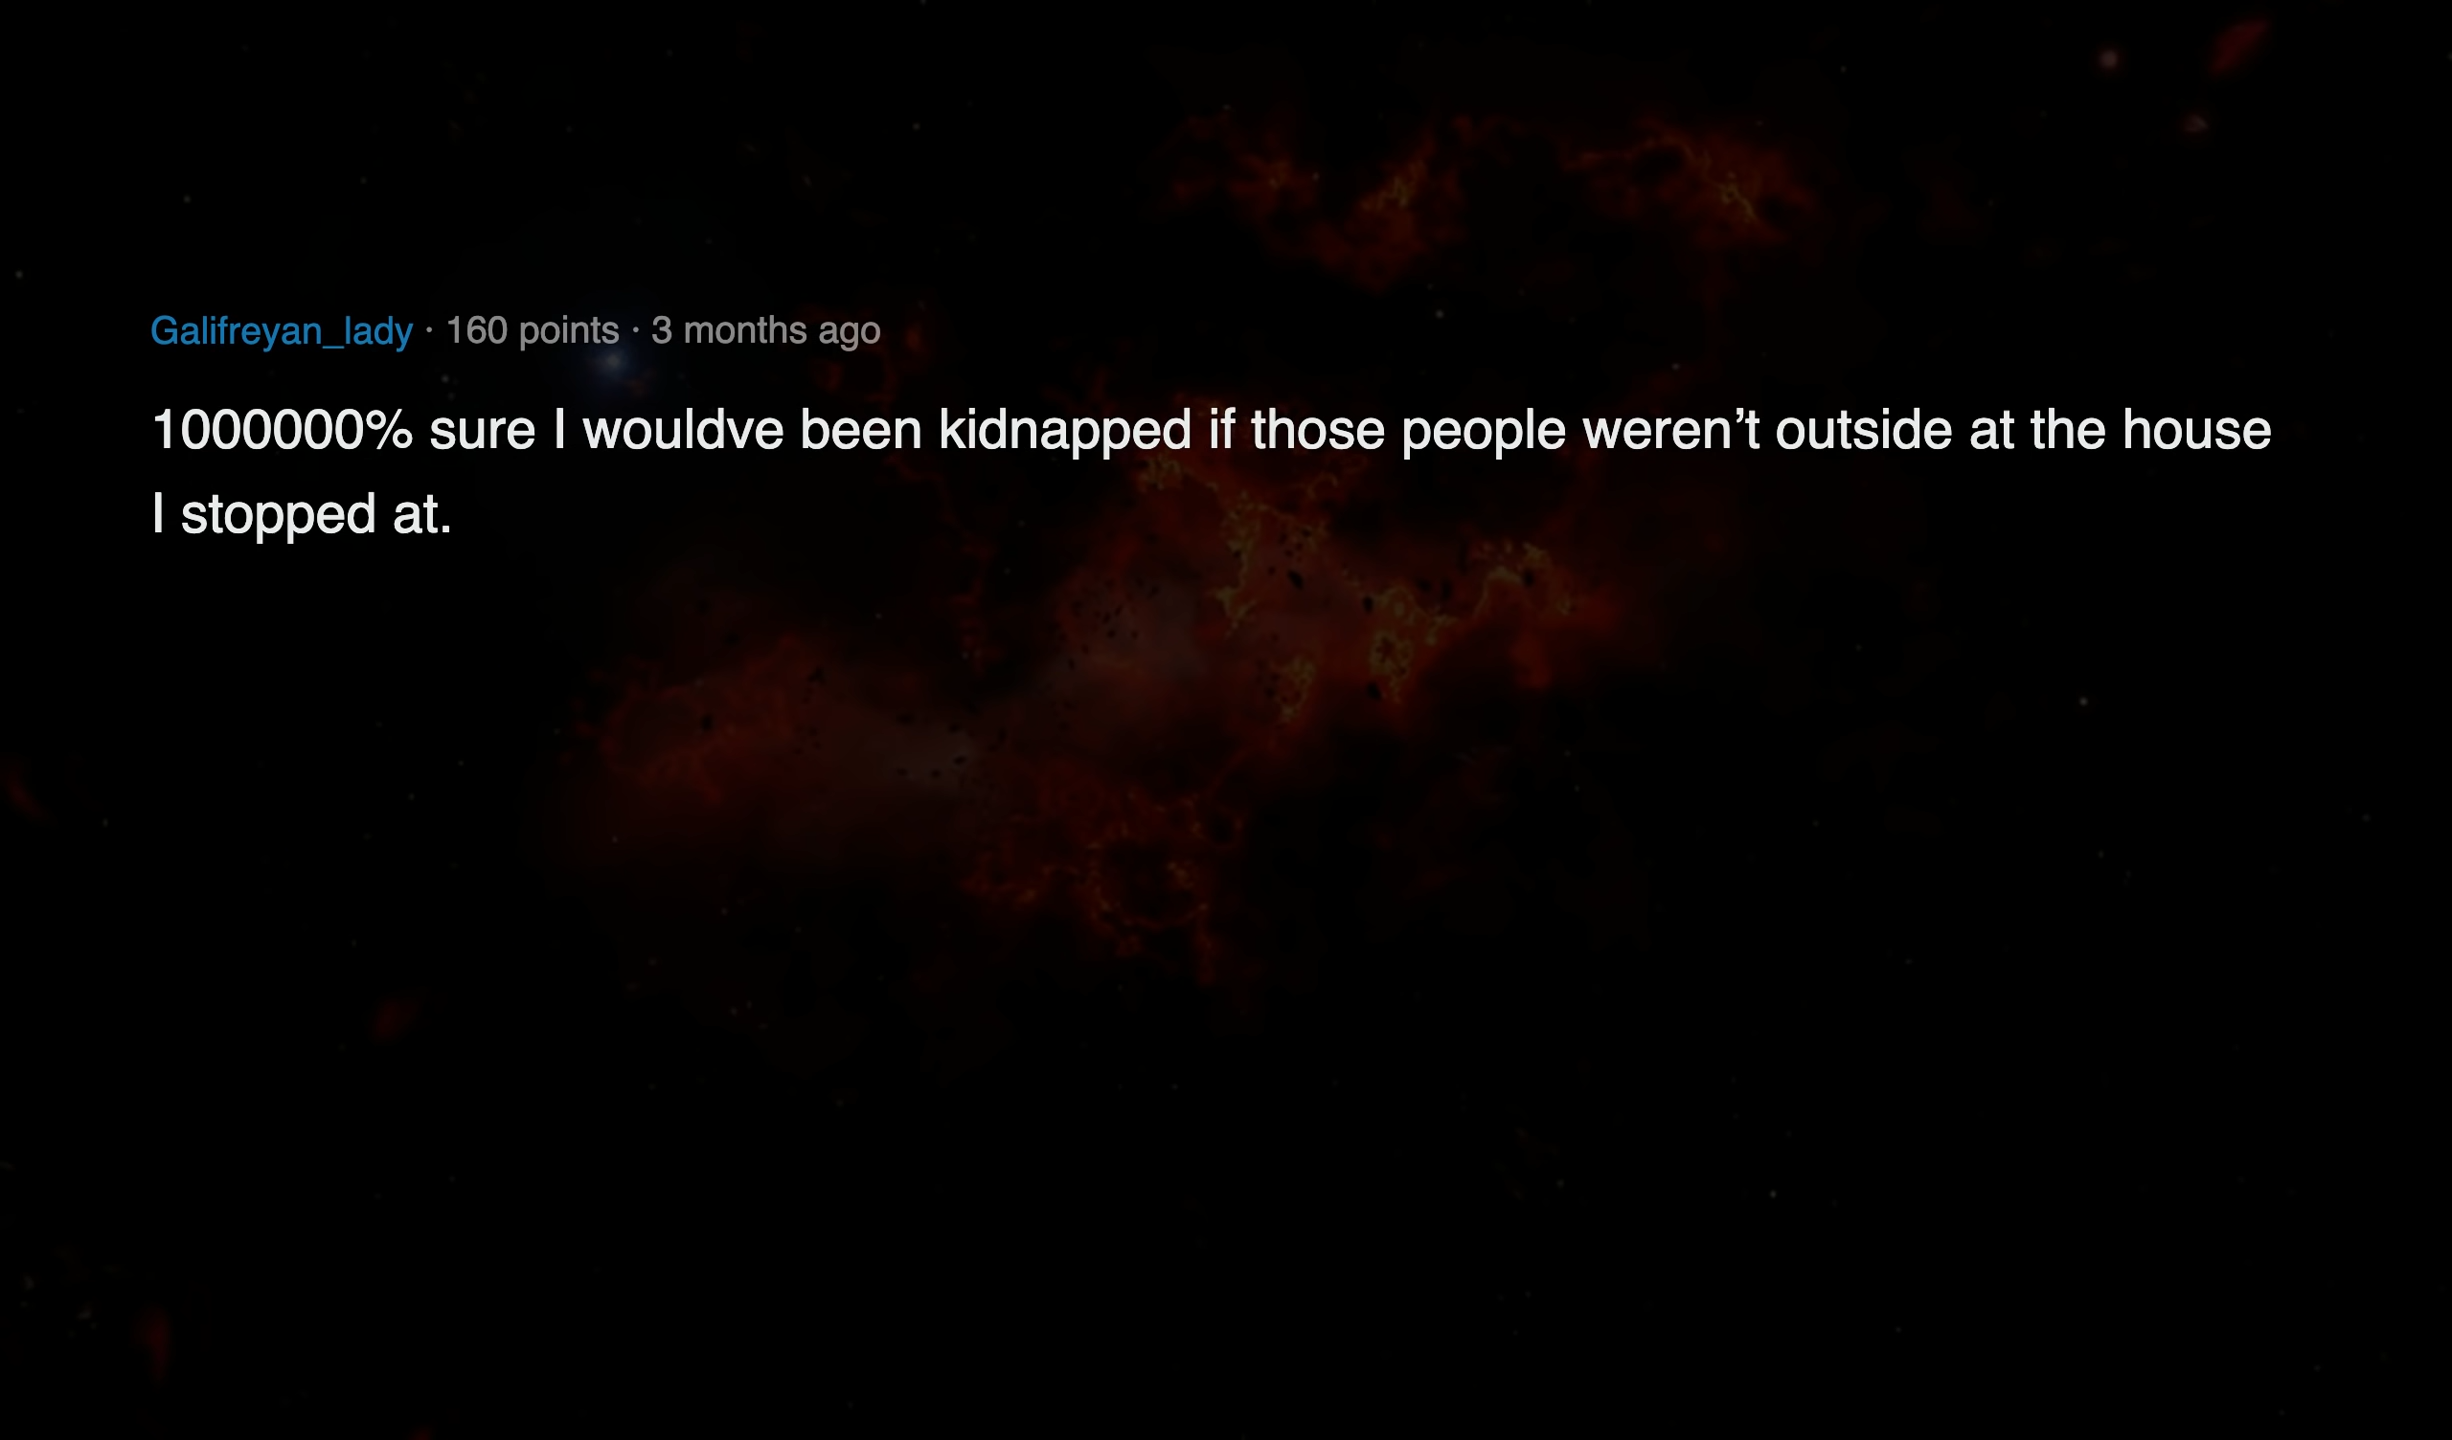 Galifreyan_lady · 160 points · 3 months ago
1000000% sure I wouldve been kidnapped if those people weren’t outside at the house
I stopped at.